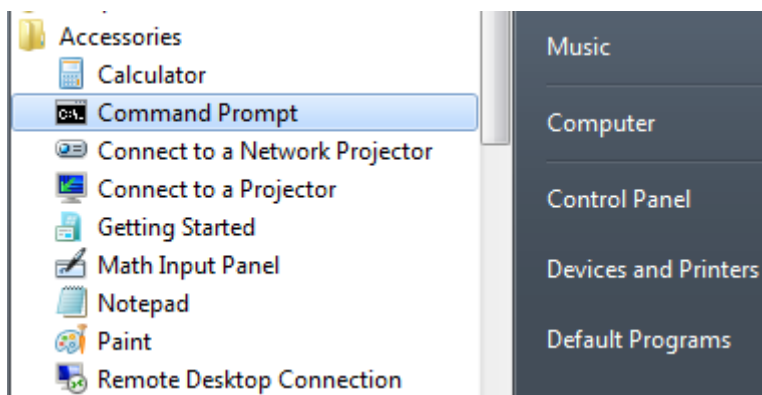 Accessories
Calculator
Command Prompt
Connect to a Network Projector
Connect to a Projector
Getting Started
Math Input Panel
Notepad
Paint
Remote Desktop Connection
Music
Computer
Control Panel
Devices and Printers
Default Programs